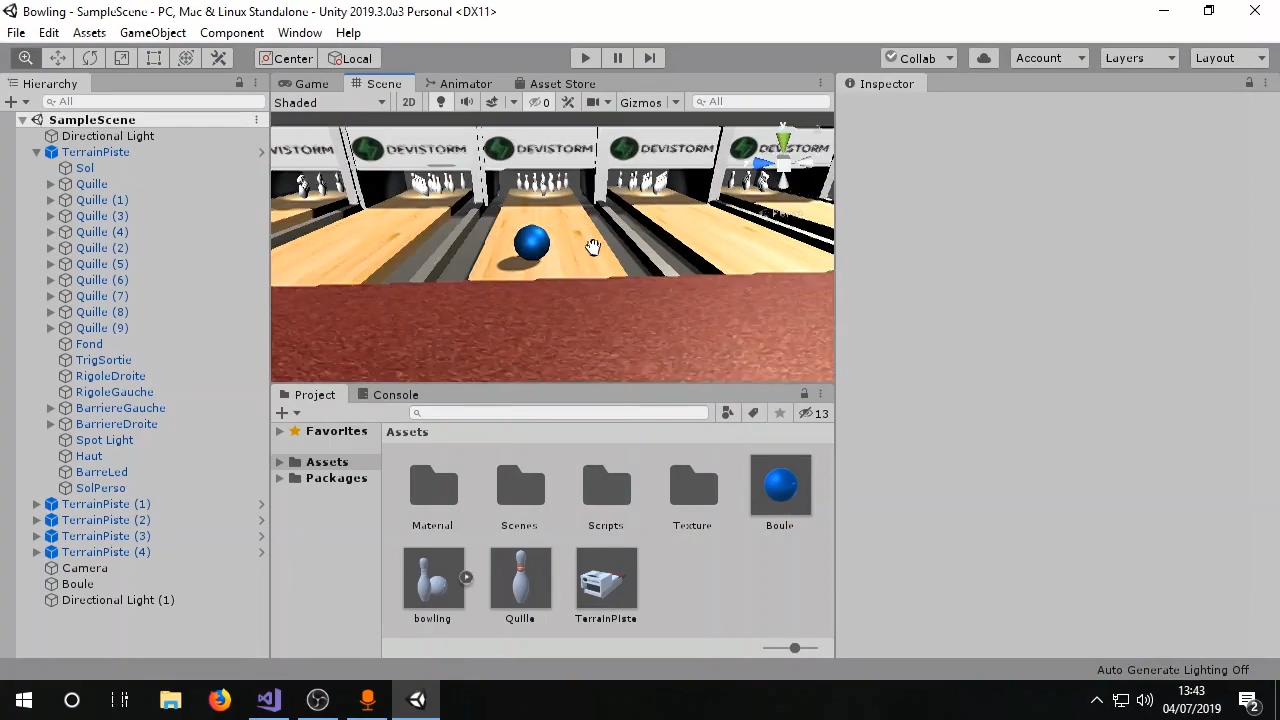 Bowling - SampleScene - PC, Mac & Linux Standalone - Unity 2019.3.0a3 Personal <DX11>
File Edit Assets GameObject Component Window Help
Center Local Collab Account Layers Layout
Hierarchy Game Scene Animator Asset Store Inspector
All Shaded 2D 0 Gizmos All
SampleScene
Directional Light
TerrainPiste
Sol
Quille
Quille (1)
Quille (3)
Quille (4)
Quille (2)
Quille (5)
Quille (6)
Quille (7)
Quille (8)
Quille (9)
Fond
TrigSortie
RigoleDroite
RigoleGauche
BarriereGauche
BarriereDroite
Spot Light
Haut
BarreLed
SolPerso
TerrainPiste (1)
TerrainPiste (2)
TerrainPiste (3)
TerrainPiste (4)
Camera
Boule
Directional Light (1)
VISTORM DEVISTORM DEVISTORM DEVISTORM DEVIST
y
Project Console
13
Favorites Assets
Assets
Packages
Material Scenes Scripts Texture Boule
bowling Quille TerrainPiste
Auto Generate Lighting Off
13:43
04/07/2019
2